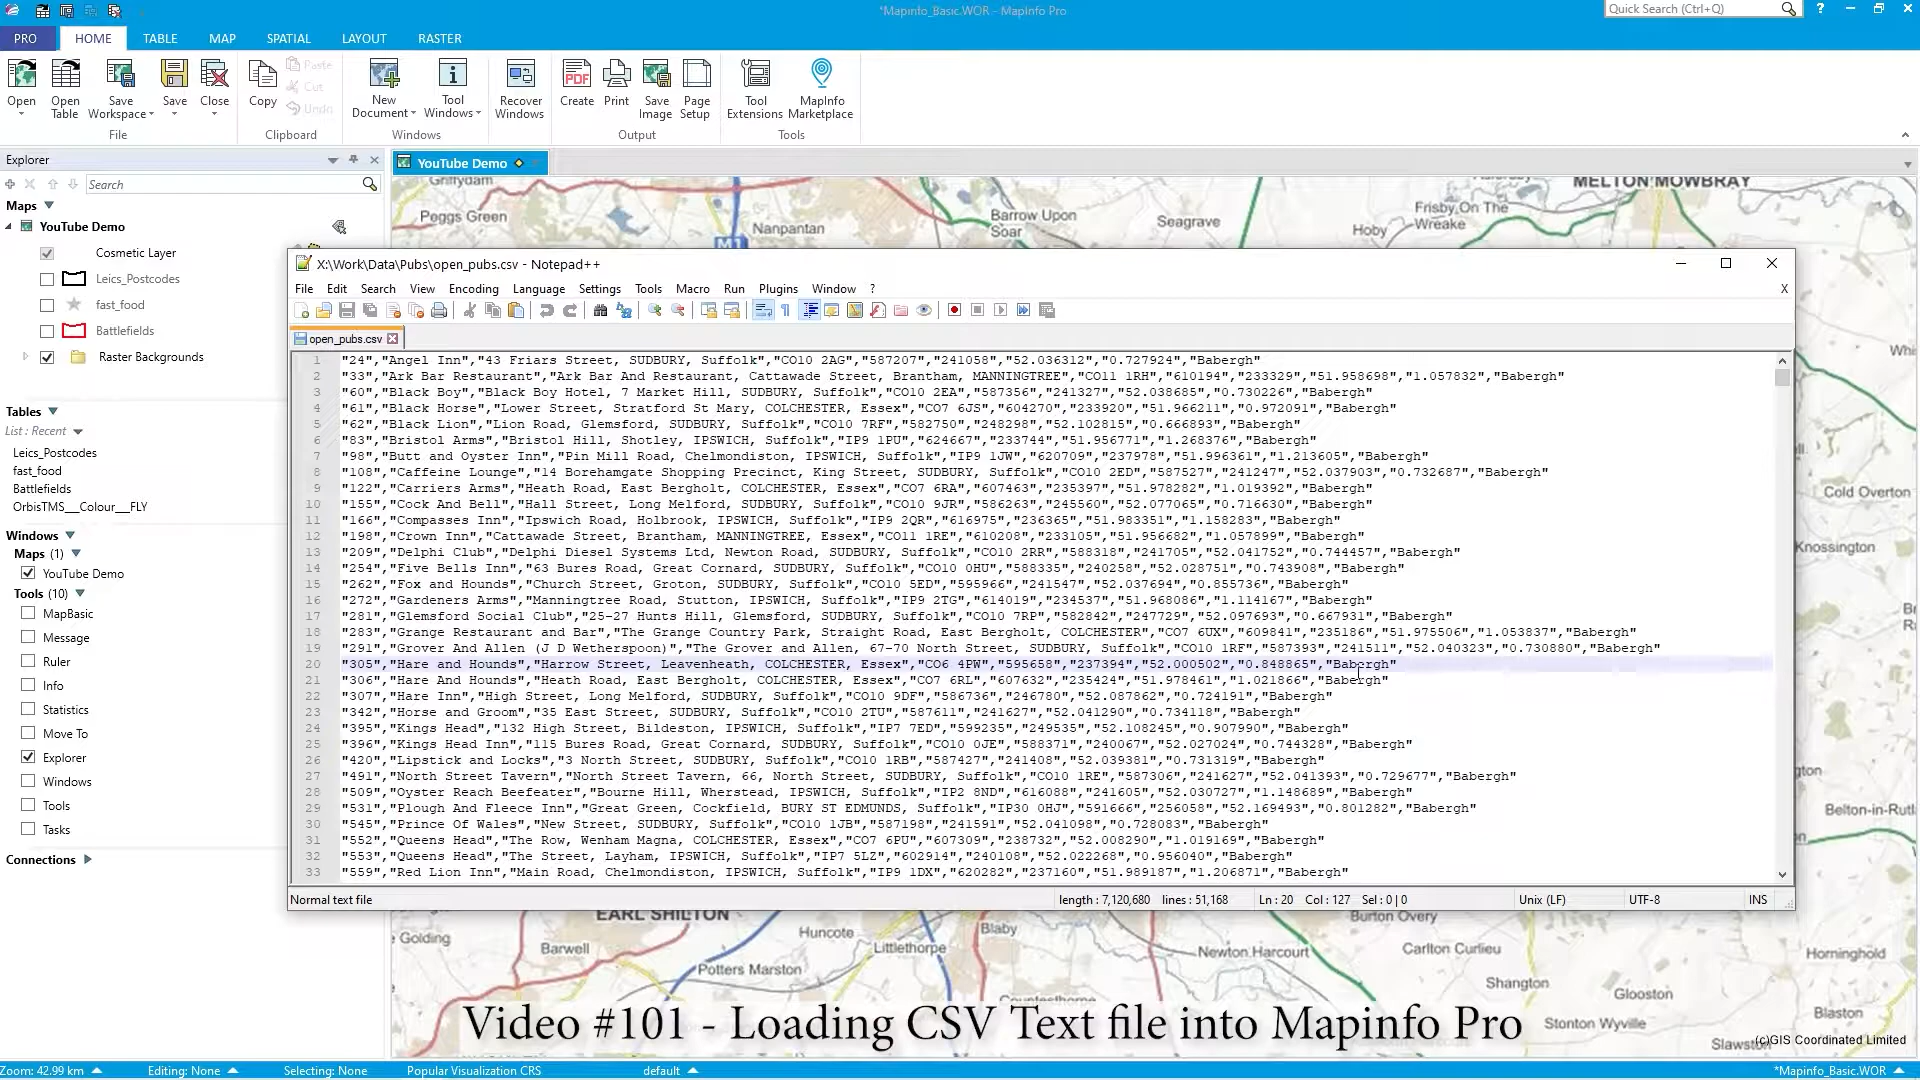 *Mapinfo_Basic.WOR - MapInfo Pro
Quick Search (Ctrl+Q)
PRO HOME TABLE MAP SPATIAL LAYOUT RASTER
Open
Open Table
Save Workspace
Save
Close
File
Copy
Paste
Cut
Undo
Clipboard
New Document
Tool Windows
Windows
Recover Windows
Create
Print
Save Image
Page Setup
Output
Tool Extensions
MapInfo Marketplace
Tools
Explorer
Search
Maps
YouTube Demo
Cosmetic Layer
Leics_Postcodes
fast_food
Battlefields
Raster Backgrounds
Tables
List : Recent
Leics_Postcodes
fast_food
Battlefields
OrbisTMS___Colour___FLY
Windows
Maps (1)
YouTube Demo
Tools (10)
MapBasic
Message
Ruler
Info
Statistics
Move To
Explorer
Windows
Tools
Tasks
Connections
YouTube Demo
Griffydam
Peggs Green
M1
Nanpantan
Barrow Upon Soar
Seagrave
Hoby
Frisby On The Wreake
MELTON MOWBRAY
X:\Work\Data\Pubs\open_pubs.csv - Notepad++
File Edit Search View Encoding Language Settings Tools Macro Run Plugins Window ? X
open_pubs.csv
1 "24","Angel Inn","43 Friars Street, SUDBURY, Suffolk","CO10 2AG","587207","241058","52.036312","0.727924","Babergh"
2 "33","Ark Bar Restaurant","Ark Bar And Restaurant, Cattawade Street, Brantham, MANNINGTREE","CO11 1RH","610194","233329","51.958698","1.057832","Babergh"
3 "60","Black Boy","Black Boy Hotel, 7 Market Hill, SUDBURY, Suffolk","CO10 2EA","587356","241327","52.038685","0.730226","Babergh"
4 "61","Black Horse","Lower Street, Stratford St Mary, COLCHESTER, Essex","CO7 6JS","604270","233920","51.966211","0.972091","Babergh"
5 "62","Black Lion","Lion Road, Glemsford, SUDBURY, Suffolk","CO10 7RF","582750","248298","52.102815","0.666893","Babergh"
6 "83","Bristol Arms","Bristol Hill, Shotley, IPSWICH, Suffolk","IP9 1PU","624667","233744","51.956771","1.268376","Babergh"
7 "98","Butt and Oyster Inn","Pin Mill Road, Chelmondiston, IPSWICH, Suffolk","IP9 1JW","620709","237978","51.996361","1.213605","Babergh"
8 "108","Caffeine Lounge","14 Borehamgate Shopping Precinct, King Street, SUDBURY, Suffolk","CO10 2ED","587527","241247","52.037903","0.732687","Babergh"
9 "122","Carriers Arms","Heath Road, East Bergholt, COLCHESTER, Essex","CO7 6RA","607463","235397","51.978282","1.019392","Babergh"
10 "155","Cock And Bell","Hall Street, Long Melford, SUDBURY, Suffolk","CO10 9JR","586263","245560","52.077065","0.716630","Babergh"
11 "166","Compasses Inn","Ipswich Road, Holbrook, IPSWICH, Suffolk","IP9 2QR","616975","236365","51.983351","1.158283","Babergh"
12 "198","Crown Inn","Cattawade Street, Brantham, MANNINGTREE, Essex","CO11 1RE","610208","233105","51.956682","1.057899","Babergh"
13 "209","Delphi Club","Delphi Diesel Systems Ltd, Newton Road, SUDBURY, Suffolk","CO10 2RR","588318","241705","52.041752","0.744457","Babergh"
14 "254","Five Bells Inn","63 Bures Road, Great Cornard, SUDBURY, Suffolk","CO10 0HU","588335","240258","52.028751","0.743908","Babergh"
15 "262","Fox and Hounds","Church Street, Groton, SUDBURY, Suffolk","CO10 5ED","595966","241547","52.037694","0.855736","Babergh"
16 "272","Gardeners Arms","Manningtree Road, Stutton, IPSWICH, Suffolk","IP9 2TG","614019","234537","51.968086","1.114167","Babergh"
17 "281","Glemsford Social Club","25-27 Hunts Hill, Glemsford, SUDBURY, Suffolk","CO10 7RP","582842","247729","52.097693","0.667931","Babergh"
18 "283","Grange Restaurant and Bar","The Grange Country Park, Straight Road, East Bergholt, COLCHESTER","CO7 6UX","609841","235186","51.975506","1.053837","Babergh"
19 "291","Grover And Allen (J D Wetherspoon)","The Grover and Allen, 67-70 North Street, SUDBURY, Suffolk","CO10 1RF","587393","241511","52.040323","0.730880","Babergh"
20 "305","Hare and Hounds","Harrow Street, Leavenheath, COLCHESTER, Essex","CO6 4PW","595658","237394","52.000502","0.848865","Babergh"
21 "306","Hare And Hounds","Heath Road, East Bergholt, COLCHESTER, Essex","CO7 6RL","607632","235424","51.978461","1.021866","Babergh"
22 "307","Hare Inn","High Street, Long Melford, SUDBURY, Suffolk","CO10 9DF","586736","246780","52.087862","0.724191","Babergh"
23 "342","Horse and Groom","35 East Street, SUDBURY, Suffolk","CO10 2TU","587611","241627","52.041290","0.734118","Babergh"
24 "395","Kings Head","132 High Street, Bildeston, IPSWICH, Suffolk","IP7 7ED","599235","249535","52.108245","0.907990","Babergh"
25 "396","Kings Head Inn","115 Bures Road, Great Cornard, SUDBURY, Suffolk","CO10 0JE","588371","240067","52.027024","0.744328","Babergh"
26 "420","Lipstick and Locks","3 North Street, SUDBURY, Suffolk","CO10 1RB","587427","241408","52.039381","0.731319","Babergh"
27 "491","North Street Tavern","North Street Tavern, 66, North Street, SUDBURY, Suffolk","CO10 1RE","587306","241627","52.041393","0.729677","Babergh"
28 "509","Oyster Reach Beefeater","Bourne Hill, Wherstead, IPSWICH, Suffolk","IP2 8ND","616088","241605","52.030727","1.148689","Babergh"
29 "531","Plough And Fleece Inn","Great Green, Cockfield, BURY ST EDMUNDS, Suffolk","IP30 0HJ","591666","256058","52.169493","0.801282","Babergh"
30 "545","Prince Of Wales","New Street, SUDBURY, Suffolk","CO10 1JB","587198","241591","52.041098","0.728083","Babergh"
31 "552","Queens Head","The Row, Wenham Magna, COLCHESTER, Essex","CO7 6PU","607309","238732","52.008290","1.019169","Babergh"
32 "553","Queens Head","The Street, Layham, IPSWICH, Suffolk","IP7 5LZ","602914","240108","52.022268","0.956040","Babergh"
33 "559","Red Lion Inn","Main Road, Chelmondiston, IPSWICH, Suffolk","IP9 1DX","620282","237160","51.989187","1.206871","Babergh"
Normal text file length : 7,120,680 lines : 51,168 Ln : 20 Col : 127 Sel : 0 | 0 Unix (LF) UTF-8 INS
Cold Overton
Knossington
Belton-in-Rutl
EARL SHILTON
Golding
Barwell
Huncote
Littlethorpe
Blaby
Potters Marston
Countesthorpe
Newton Harcourt
Burton Overy
Carlton Curlieu
Horninghold
Shangton
Glooston
Stonton Wyville
Blaston
Slawston
Video #101 - Loading CSV Text file into Mapinfo Pro
(c)GIS Coordinated Limited
Zoom: 42.99 km Editing: None Selecting: None Popular Visualization CRS default *Mapinfo_Basic.WOR